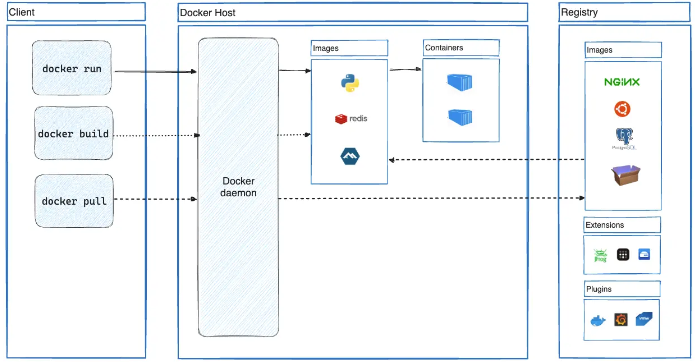 Client
docker run
docker build
docker pull
Docker Host
Docker
daemon
Images
redis
Containers
Registry
Images
NGINX
PostgreSQL
Extensions
Plugins